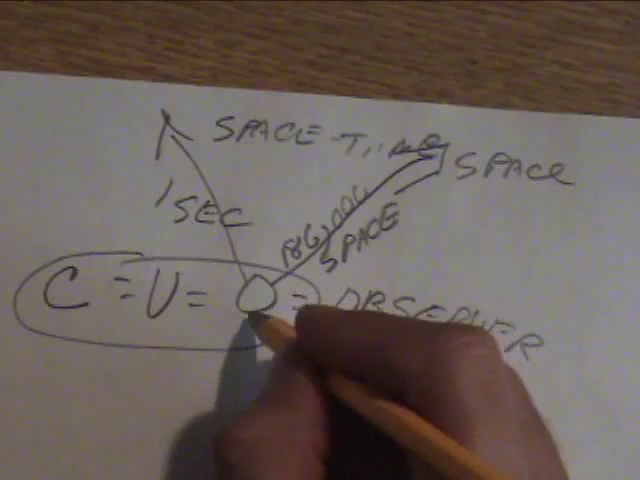 SPACE-TIME
SPACE
1 SEC
186,000
SPACE
C = V = O = OBSERVER